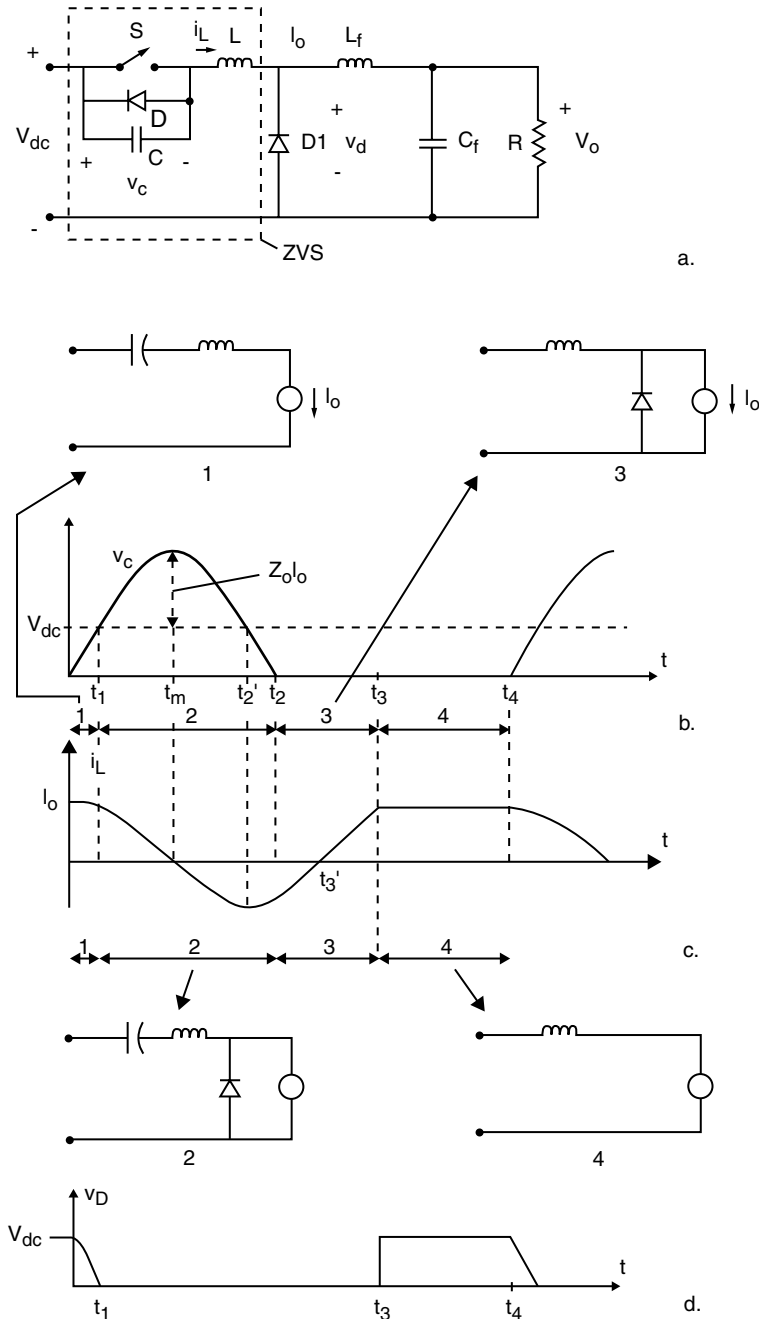 S
i_L
L
I_o
L_f
+
+
+
D
V_dc
C
D1
v_d
C_f
R
V_o
+
-
v_c
-
-
-
ZVS
a.
I_o
I_o
1
3
v_c
Z_oI_o
V_dc
t
t_1
t_m
t_2'
t_2
t_3
t_4
1
2
3
4
b.
i_L
I_o
t
t_3'
1
2
3
4
c.
2
4
v_D
V_dc
t
t_1
t_3
t_4
d.